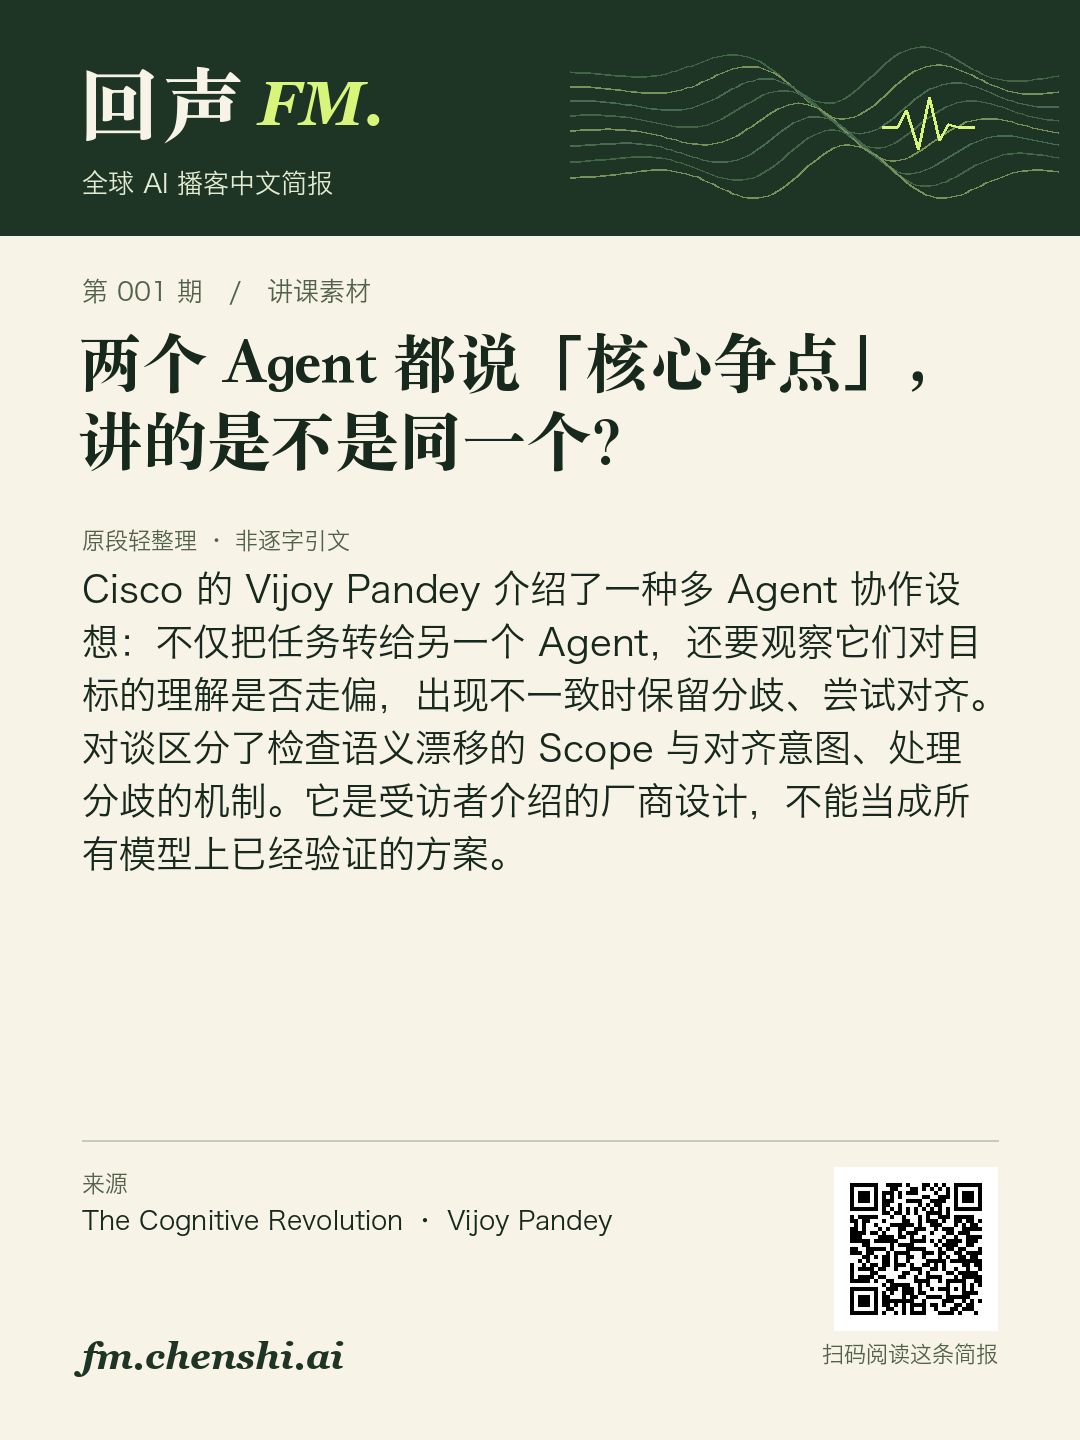 回声 FM.
全球 AI 播客中文简报
第 001 期 / 讲课素材
两个 Agent 都说「核心争点」，
讲的是不是同一个？
原段轻整理 · 非逐字引文
Cisco 的 Vijoy Pandey 介绍了一种多 Agent 协作设
想：不仅把任务转给另一个 Agent，还要观察它们对目
标的理解是否走偏，出现不一致时保留分歧、尝试对齐。
对谈区分了检查语义漂移的 Scope 与对齐意图、处理
分歧的机制。它是受访者介绍的厂商设计，不能当成所
有模型上已经验证的方案。
来源
The Cognitive Revolution · Vijoy Pandey
fm.chenshi.ai
扫码阅读这条简报